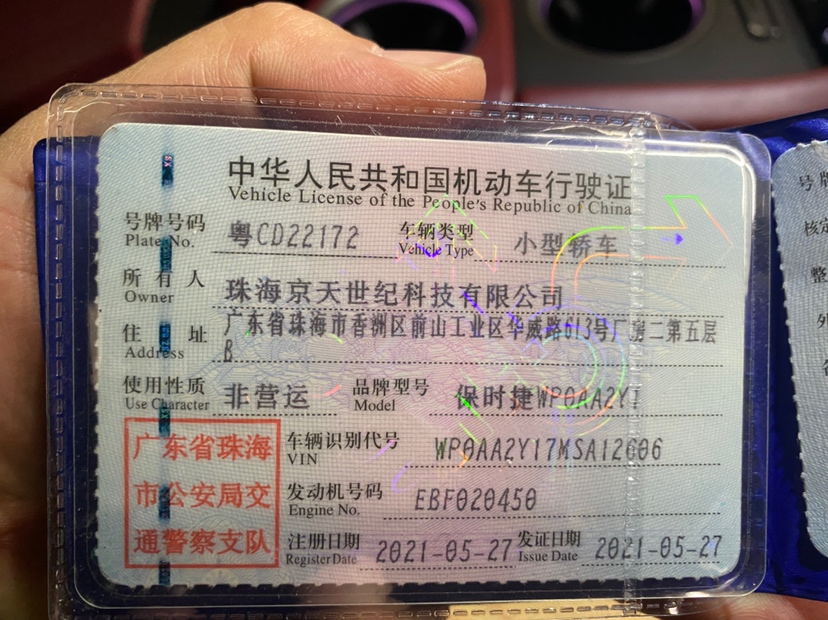 中华人民共和国机动车行驶证
Vehicle License of the People's Republic of China
号牌号码 粤CD22172 车辆类型 小型轿车
Plate No. Vehicle Type
所有人 珠海京天世纪科技有限公司
Owner
住址 广东省珠海市香洲区前山工业区华威路613号厂房二第五层
Address B
使用性质 非营运 品牌型号 保时捷WP0AA2Y1
Use Character Model
广东省珠海 车辆识别代号 WP0AA2Y17MSA12606
VIN
市公安局交 发动机号码 EBF020450
Engine No.
通警察支队 注册日期 2021-05-27 发证日期 2021-05-27
Register Date Issue Date
号牌
核定
整
外